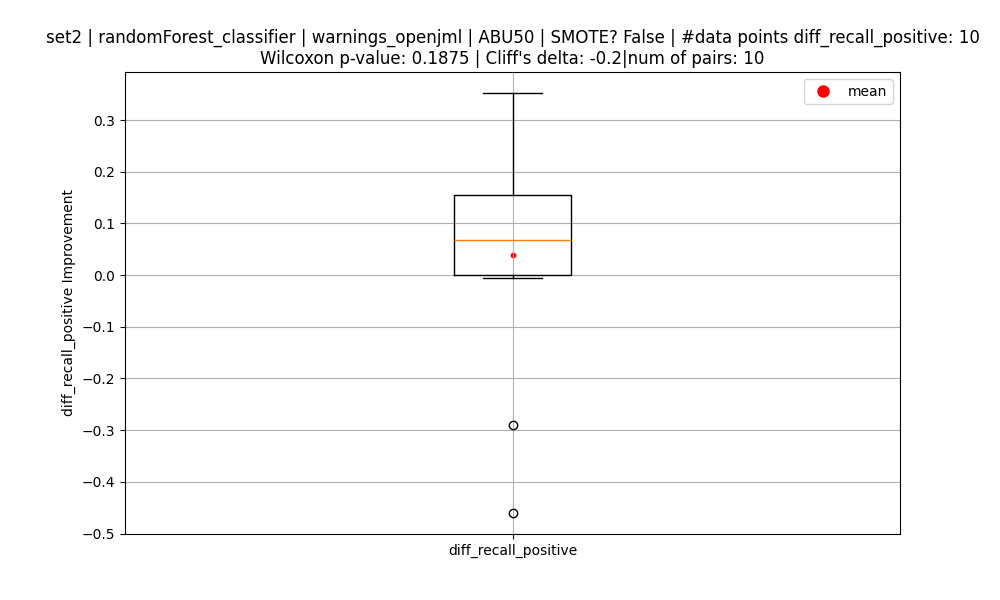 set2 | randomForest_classifier | warnings_openjml | ABU50 | SMOTE? False | #data points diff_recall_positive: 10
Wilcoxon p-value: 0.1875 | Cliff's delta: -0.2|num of pairs: 10
mean
0.3
0.2
0.1
0.0
−0.1
−0.2
−0.3
−0.4
−0.5
diff_recall_positive Improvement
diff_recall_positive